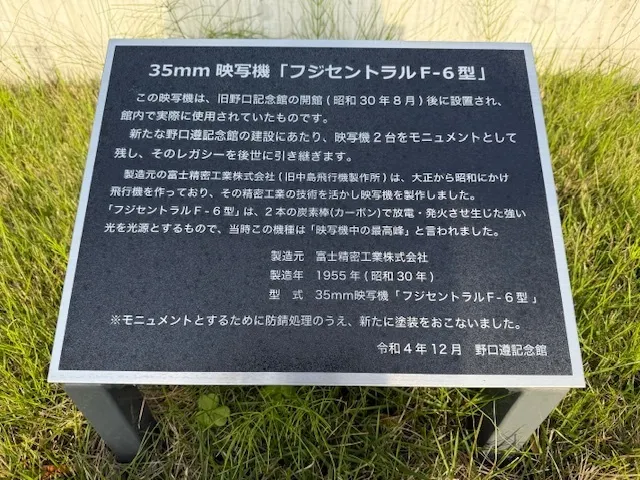 35mm 映写機「フジセントラルF-6型」
この映写機は、旧野口記念館の開館(昭和30年8月)後に設置され、
館内で実際に使用されていたものです。
新たな野口遵記念館の建設にあたり、映写機2台をモニュメントとして
残し、そのレガシーを後世に引き継ぎます。
製造元の富士精密工業株式会社(旧中島飛行機製作所)は、大正から昭和にかけ
飛行機を作っており、その精密工業の技術を活かし映写機を製作しました。
「フジセントラルF-6型」は、2本の炭素棒(カーボン)で放電・発火させ生じた強い
光を光源とするもので、当時この機種は「映写機中の最高峰」と言われました。
製造元 富士精密工業株式会社
製造年 1955年(昭和30年)
型 式 35mm映写機「フジセントラルF-6型」
※モニュメントとするために防錆処理のうえ、新たに塗装をおこないました。
令和4年12月 野口遵記念館